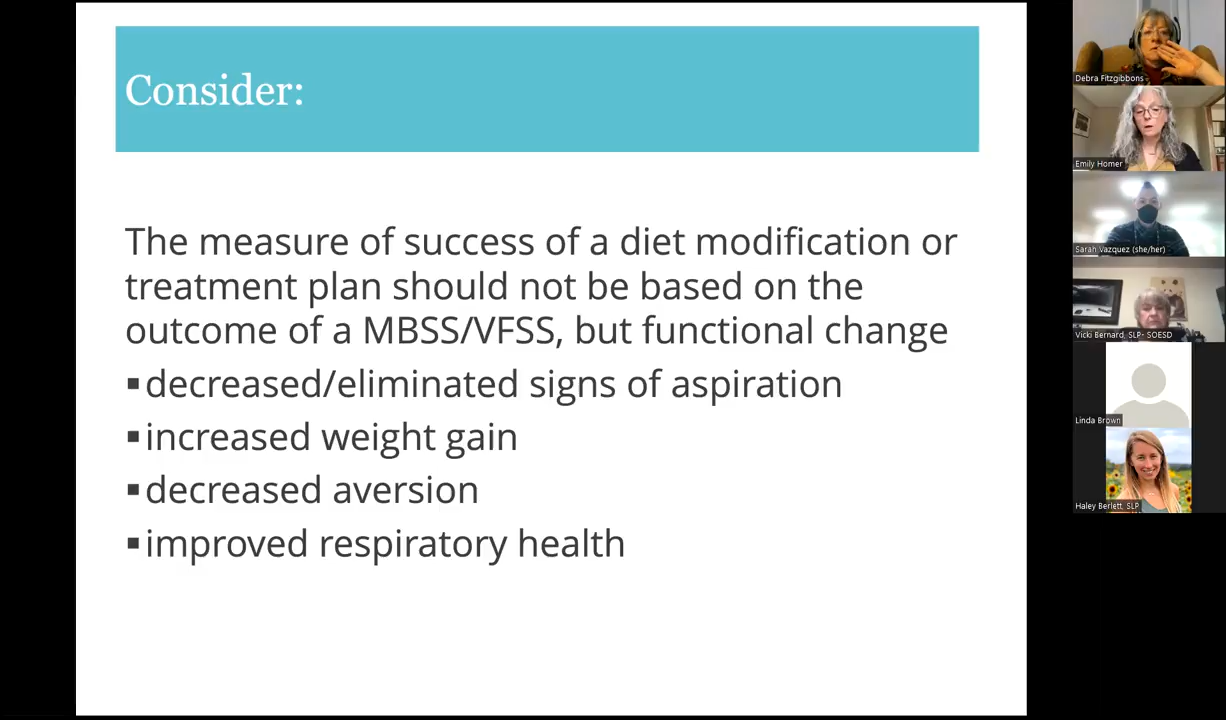 Consider:
The measure of success of a diet modification or
treatment plan should not be based on the
outcome of a MBSS/VFSS, but functional change
▪decreased/eliminated signs of aspiration
▪increased weight gain
▪decreased aversion
▪improved respiratory health
Debra Fitzgibbons
Emily Homer
Sarah Vazquez (she/her)
Vicki Bernard, SLP- SOESD
Linda Brown
Haley Berlett, SLP